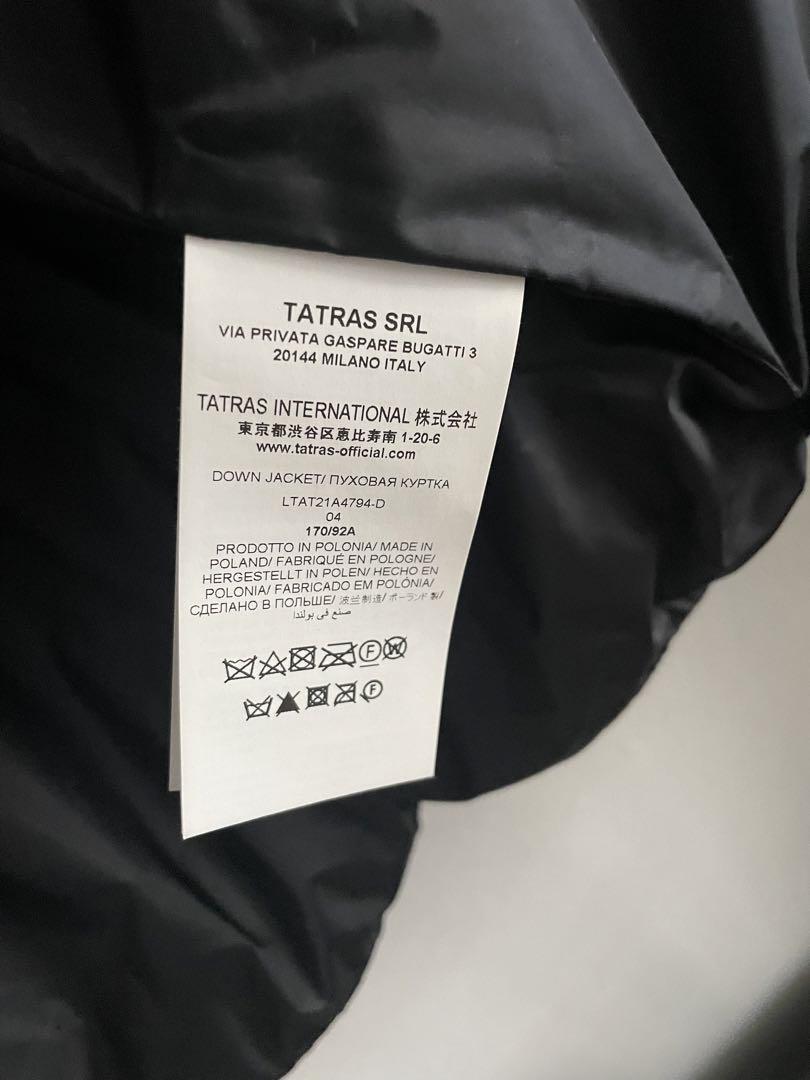 TATRAS SRL
VIA PRIVATA GASPARE BUGATTI 3
20144 MILANO ITALY
TATRAS INTERNATIONAL 株式会社
東京都渋谷区恵比寿南 1-20-6
www.tatras-official.com
DOWN JACKET/ ПУХОВАЯ КУРТКА
LTAT21A4794-D
04
170/92A
PRODOTTO IN POLONIA/ MADE IN
POLAND/ FABRIQUÉ EN POLOGNE/
HERGESTELLT IN POLEN/ HECHO EN
POLONIA/ FABRICADO EM POLÓNIA/
СДЕЛАНО В ПОЛЬШЕ/ 波兰制造/ ポーランド製/
صنع في بولندا
F W
F